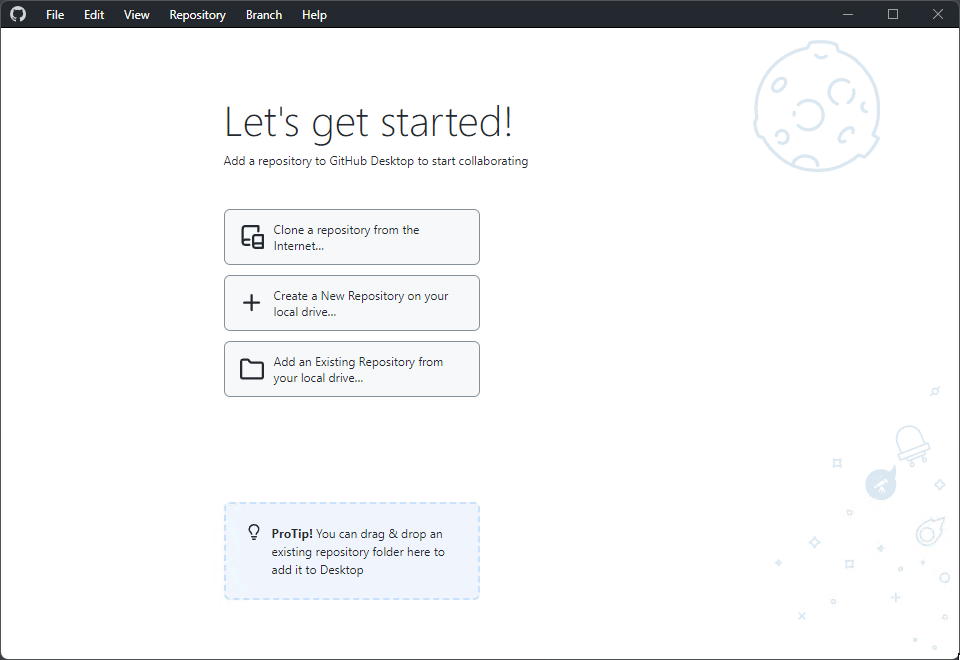 File Edit View Repository Branch Help
Let's get started!
Add a repository to GitHub Desktop to start collaborating
Clone a repository from the
Internet...
Create a New Repository on your
local drive...
Add an Existing Repository from
your local drive...
ProTip! You can drag & drop an
existing repository folder here to
add it to Desktop